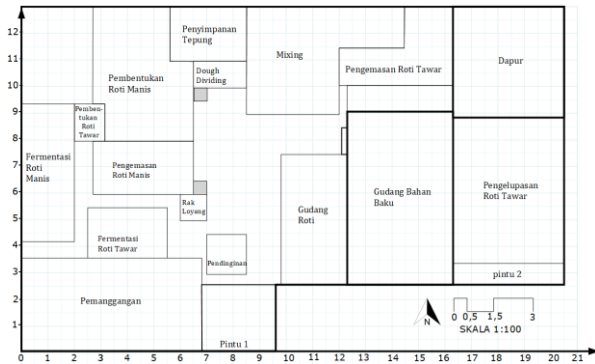 12
11
10
9
8
7
6
5
4
3
2
1
Penyimpanan
Tepung
Mixing
Dapur
Pengemasan Roti Tawar
Dough
Dividing
Pembentukan
Roti Manis
Pemben-
tukan
Roti
Tawar
Fermentasi
Roti
Manis
Pengemasan
Roti Manis
Rak
Loyang
Gudang
Roti
Gudang Bahan
Baku
Pengelupasan
Roti Tawar
Fermentasi
Roti Tawar
Pendinginan
pintu 2
Pemanggangan
Pintu 1
N
0 0,5 1,5 3
SKALA 1:100
0 1 2 3 4 5 6 7 8 9 10 11 12 13 14 15 16 17 18 19 20 21